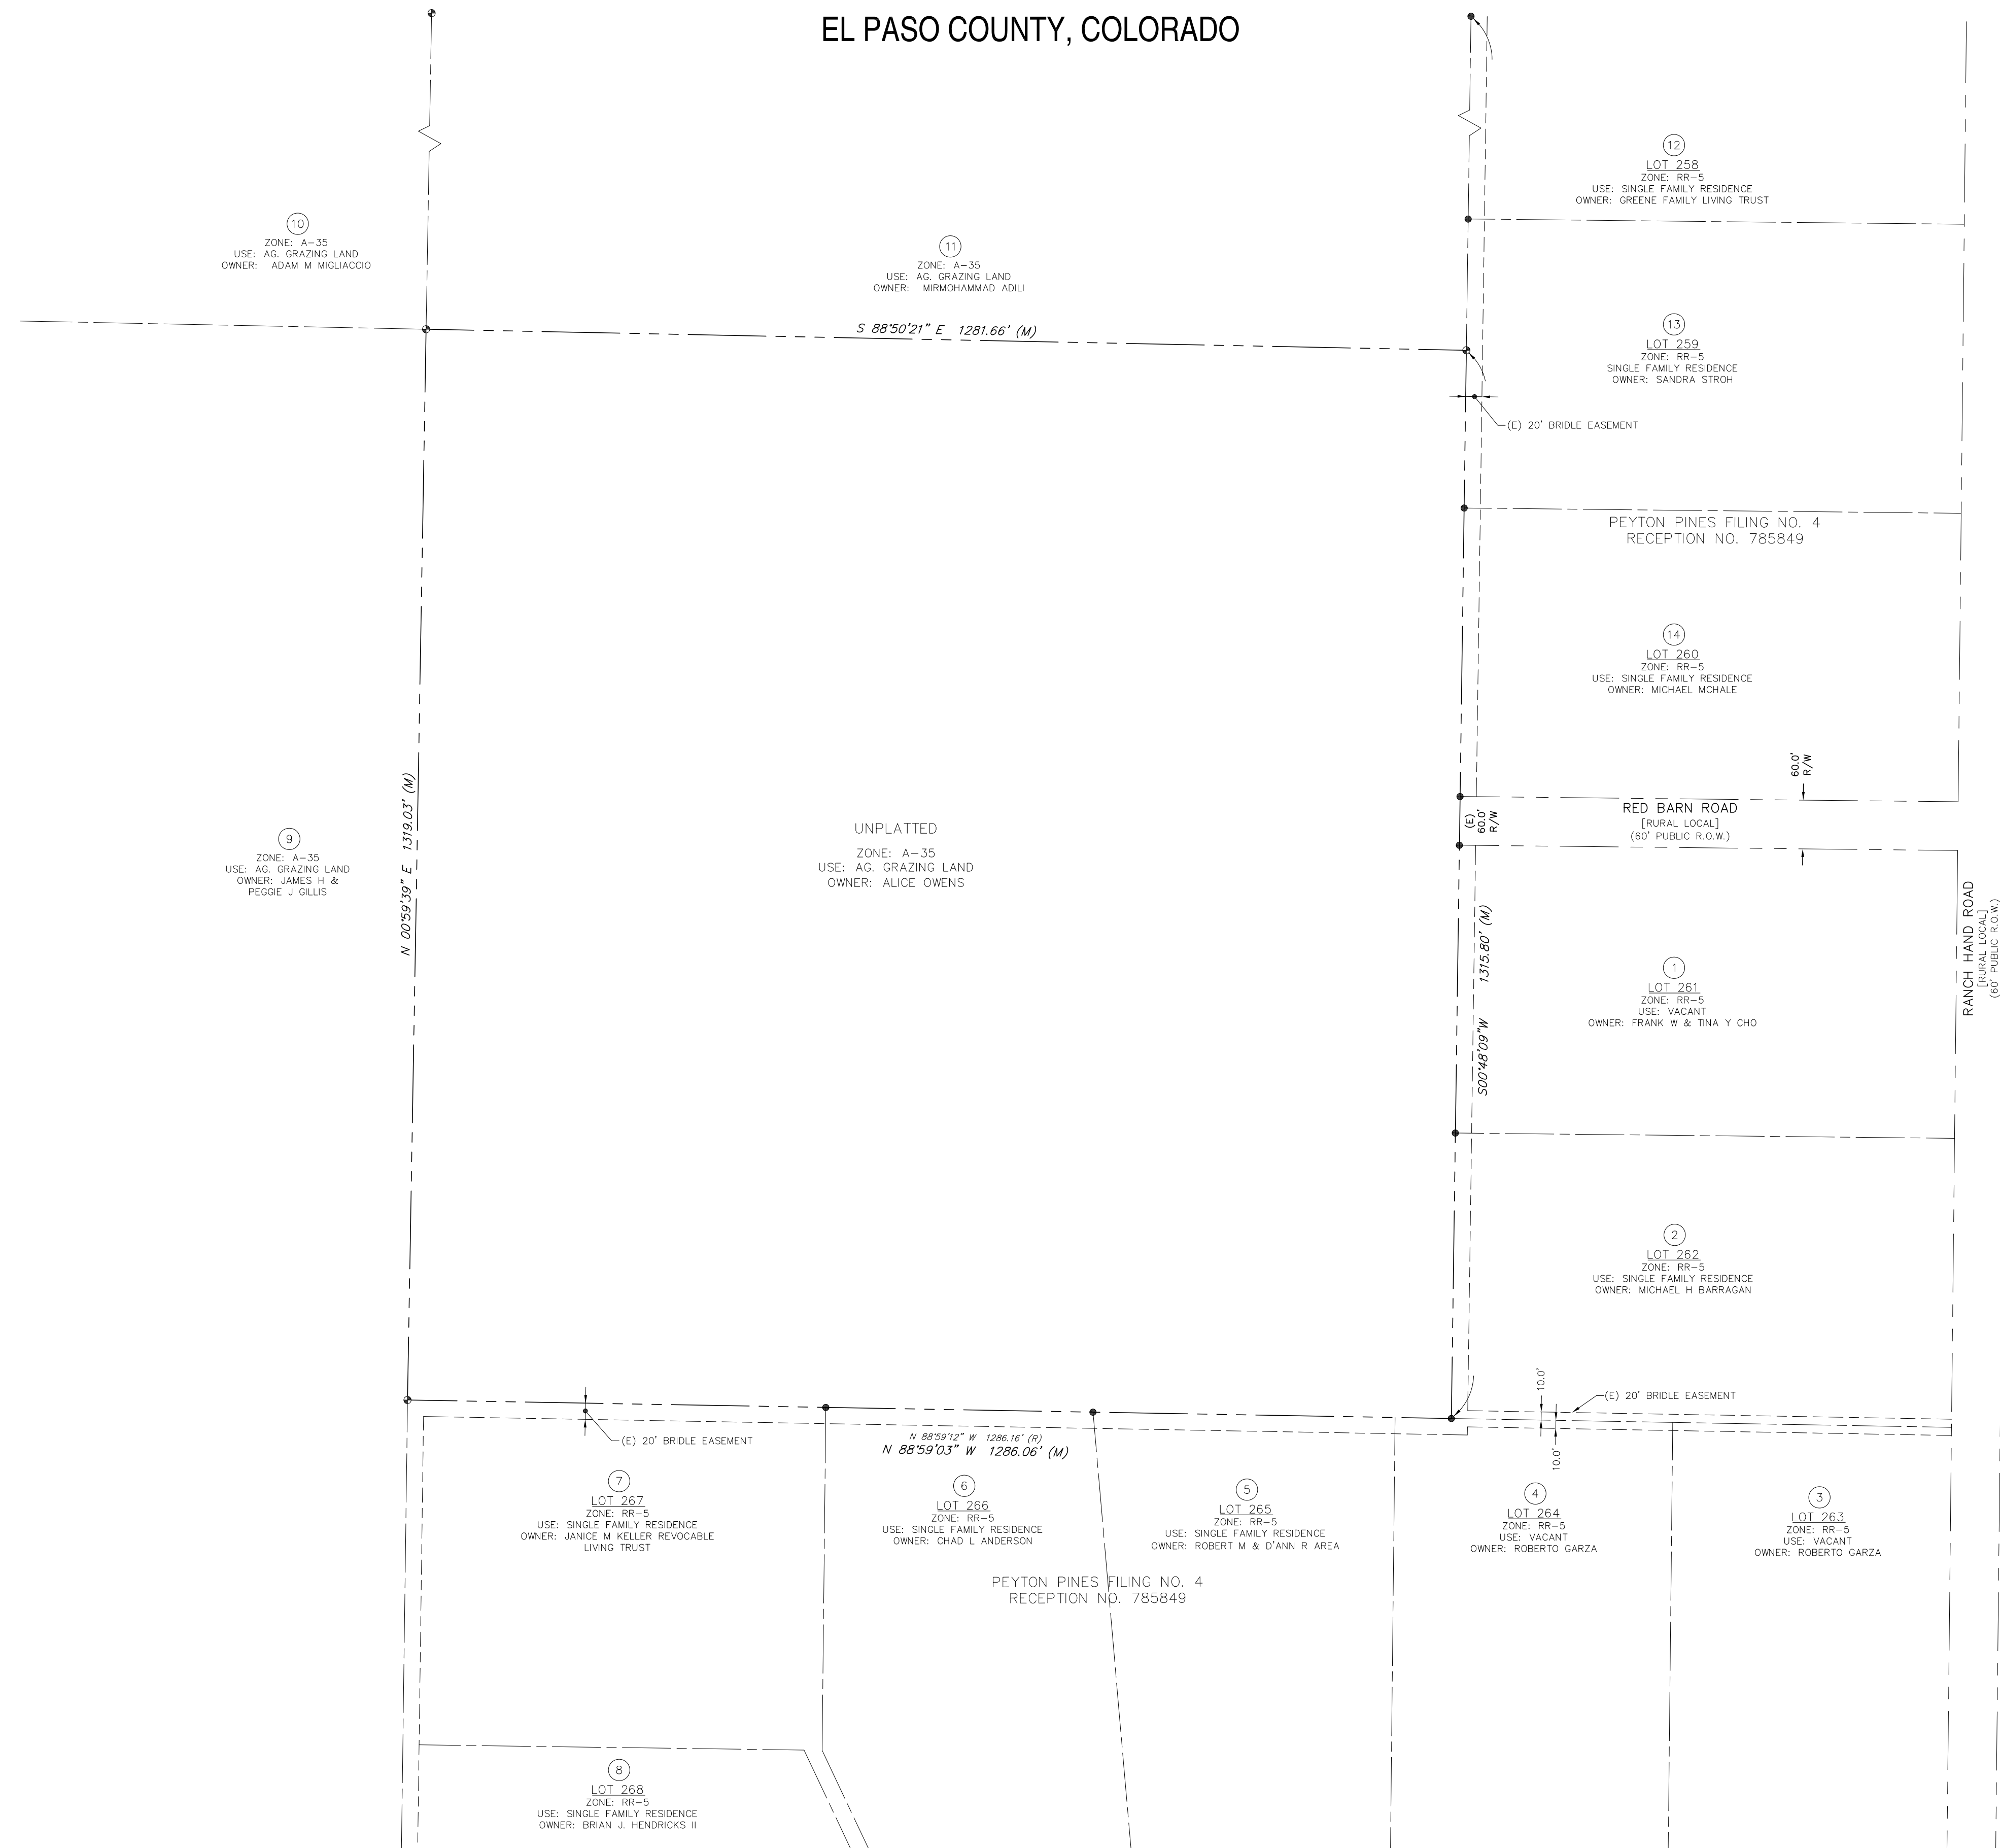 EL PASO COUNTY, COLORADO
12
LOT 258
ZONE: RR-5
USE: SINGLE FAMILY RESIDENCE
OWNER: GREENE FAMILY LIVING TRUST
10
ZONE: A-35
USE: AG. GRAZING LAND
OWNER: ADAM M MIGLIACCIO
11
ZONE: A-35
USE: AG. GRAZING LAND
OWNER: MIRMOHAMMAD ADILI
S 88°50'21" E 1281.66' (M)
13
LOT 259
ZONE: RR-5
SINGLE FAMILY RESIDENCE
OWNER: SANDRA STROH
(E) 20' BRIDLE EASEMENT
PEYTON PINES FILING NO. 4
RECEPTION NO. 785849
14
LOT 260
ZONE: RR-5
USE: SINGLE FAMILY RESIDENCE
OWNER: MICHAEL MCHALE
60.0'
R/W
RED BARN ROAD
[RURAL LOCAL]
(60' PUBLIC R.O.W.)
(E)
60.0'
R/W
N 00°59'39" E 1319.03' (M)
9
ZONE: A-35
USE: AG. GRAZING LAND
OWNER: JAMES H &
PEGGIE J GILLIS
UNPLATTED
ZONE: A-35
USE: AG. GRAZING LAND
OWNER: ALICE OWENS
S00°48'09"W 1315.80' (M)
RANCH HAND ROAD
[RURAL LOCAL]
(60' PUBLIC R.O.W.)
1
LOT 261
ZONE: RR-5
USE: VACANT
OWNER: FRANK W & TINA Y CHO
2
LOT 262
ZONE: RR-5
USE: SINGLE FAMILY RESIDENCE
OWNER: MICHAEL H BARRAGAN
10.0'
(E) 20' BRIDLE EASEMENT
10.0'
(E) 20' BRIDLE EASEMENT
N 88°59'12" W 1286.16' (R)
N 88°59'03" W 1286.06' (M)
7
LOT 267
ZONE: RR-5
USE: SINGLE FAMILY RESIDENCE
OWNER: JANICE M KELLER REVOCABLE
LIVING TRUST
6
LOT 266
ZONE: RR-5
USE: SINGLE FAMILY RESIDENCE
OWNER: CHAD L ANDERSON
5
LOT 265
ZONE: RR-5
USE: SINGLE FAMILY RESIDENCE
OWNER: ROBERT M & D'ANN R AREA
4
LOT 264
ZONE: RR-5
USE: VACANT
OWNER: ROBERTO GARZA
3
LOT 263
ZONE: RR-5
USE: VACANT
OWNER: ROBERTO GARZA
PEYTON PINES FILING NO. 4
RECEPTION NO. 785849
8
LOT 268
ZONE: RR-5
USE: SINGLE FAMILY RESIDENCE
OWNER: BRIAN J. HENDRICKS II